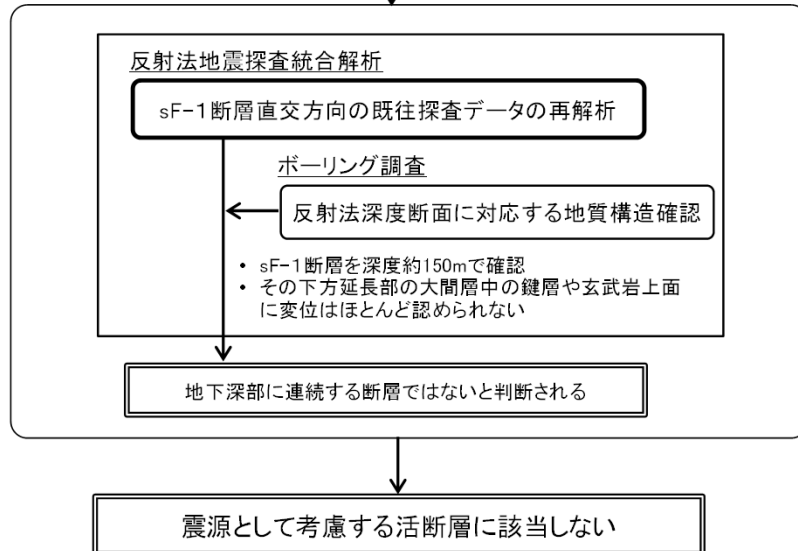 反射法地震探査統合解析
sF-1断層直交方向の既往探査データの再解析
ボーリング調査
反射法深度断面に対応する地質構造確認
• sF-1断層を深度約150mで確認
• その下方延長部の大間層中の鍵層や玄武岩上面
に変位はほとんど認められない
地下深部に連続する断層ではないと判断される
震源として考慮する活断層に該当しない